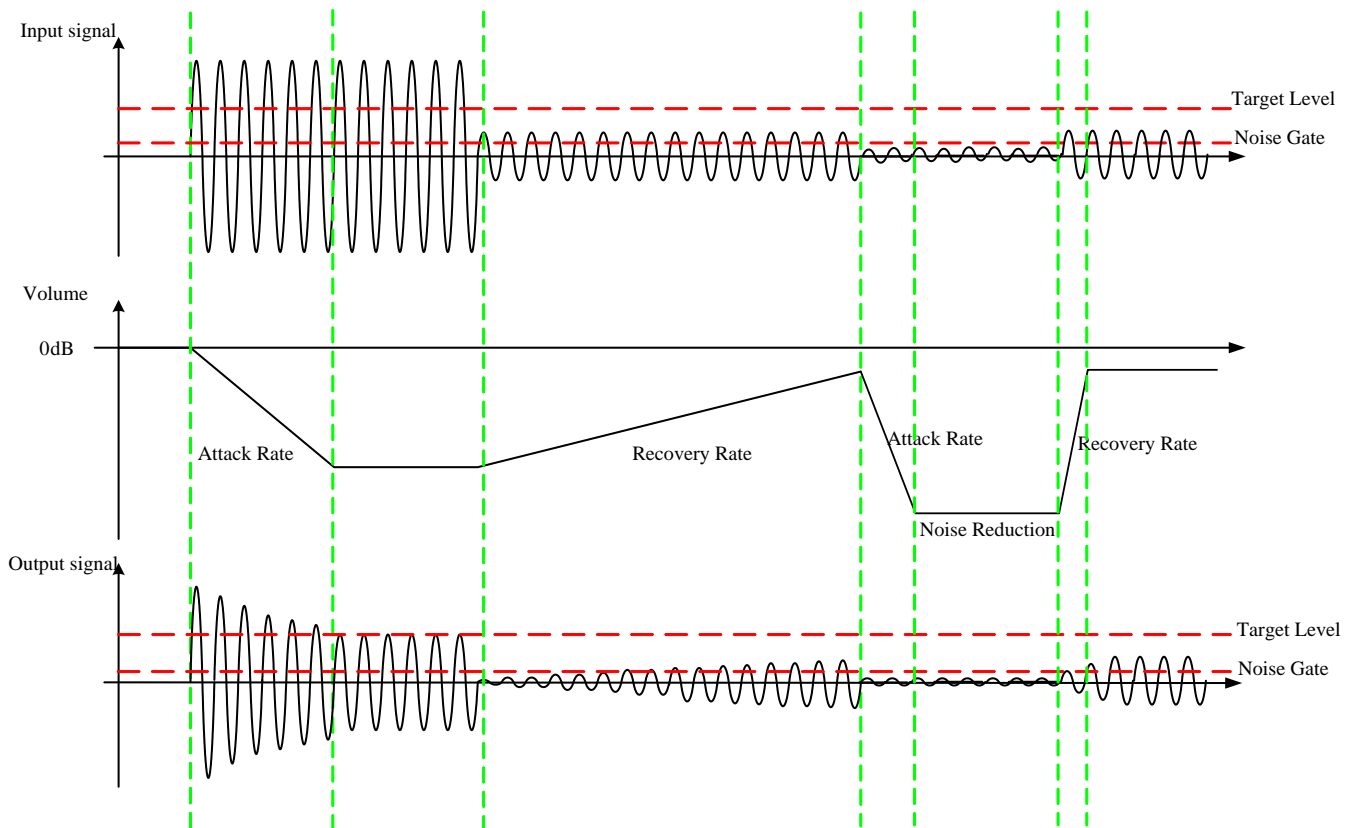 Input signal
Target Level
Noise Gate
Volume
0dB
Attack Rate
Recovery Rate
Attack Rate
Recovery Rate
Noise Reduction
Output signal
Target Level
Noise Gate